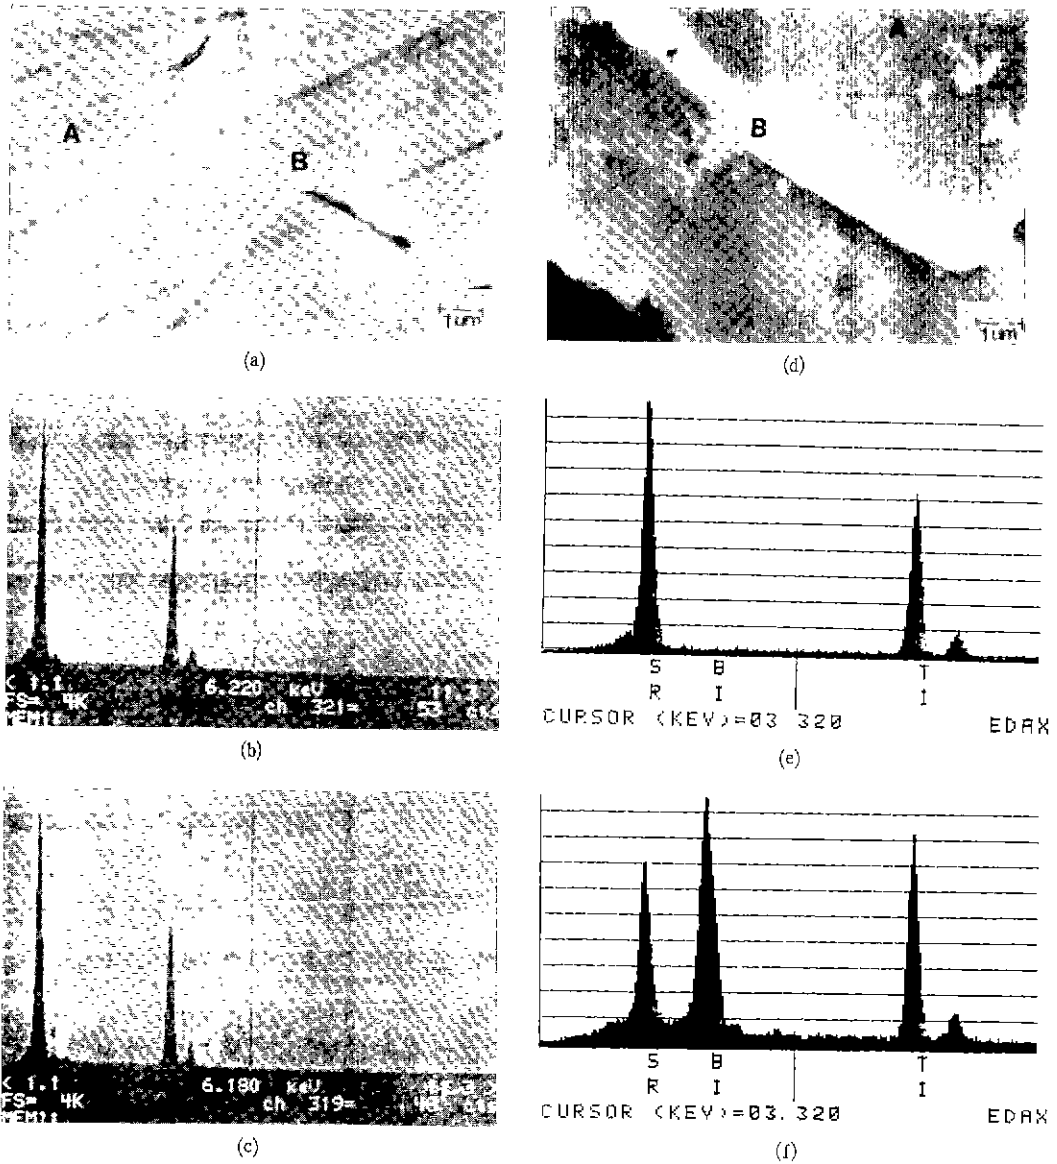 A
B
1um
(a)
A
B
1um
(d)
6.220 keV
FS= 4K ch 321=
(b)
S B T
R I I
CURSOR (KEV)=03 320 EDAX
(e)
6.180 keV
FS= 4K ch 319=
(c)
S B T
R I I
CURSOR (KEV)=03.320 EDAX
(f)